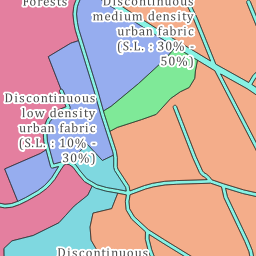 Forests
Discontinuous
medium density
urban fabric
(S.L. : 30% -
50%)
Discontinuous
low density
urban fabric
(S.L. : 10% -
30%)
Discontinuous